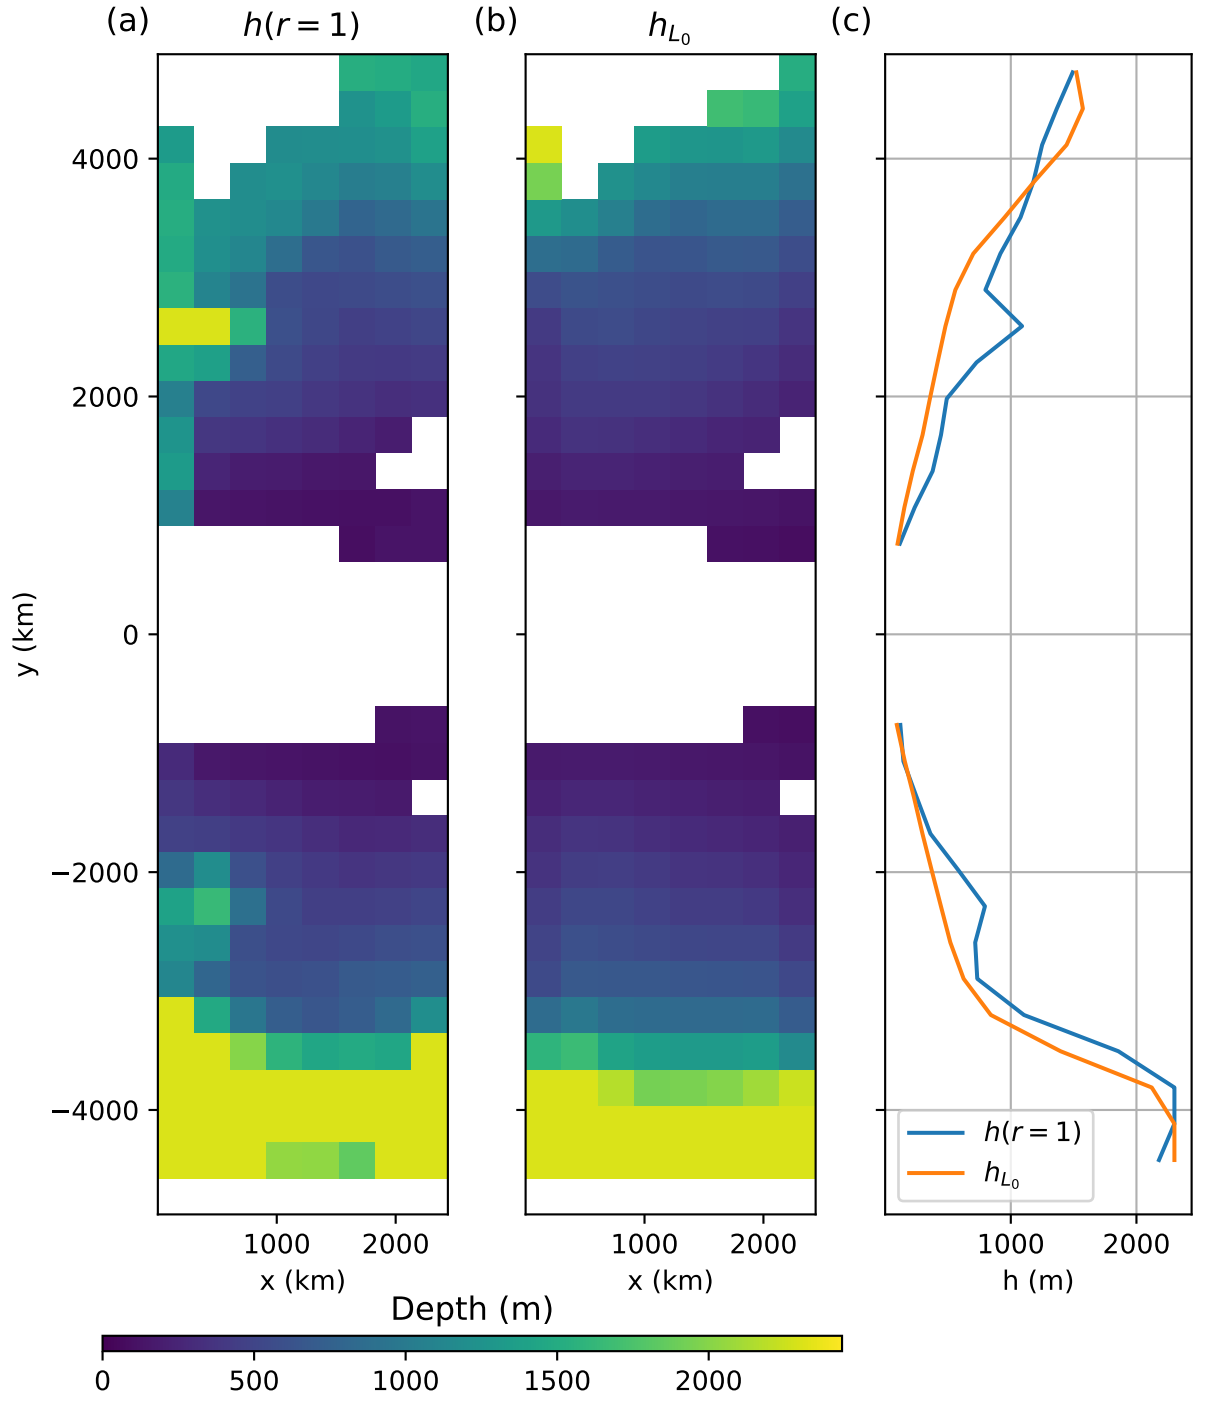 (a) h(r = 1) (b) h_{L_0} (c)
4000
2000
0
−2000
−4000
y (km)
h(r = 1)
h_{L_0}
1000 2000 1000 2000 1000 2000
x (km) x (km) h (m)
Depth (m)
0 500 1000 1500 2000